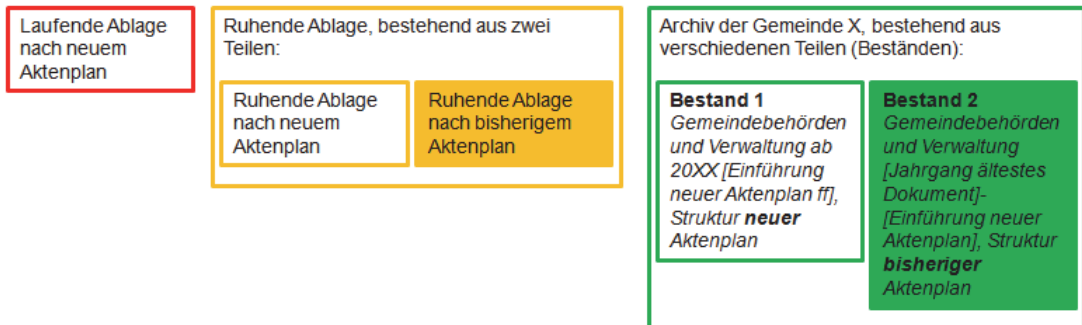 Laufende Ablage
nach neuem
Aktenplan
Ruhende Ablage, bestehend aus zwei
Teilen:
Ruhende Ablage
nach neuem
Aktenplan
Ruhende Ablage
nach bisherigem
Aktenplan
Archiv der Gemeinde X, bestehend aus
verschiedenen Teilen (Beständen):
Bestand 1
Gemeindebehörden
und Verwaltung ab
20XX [Einführung
neuer Aktenplan ff],
Struktur neuer
Aktenplan
Bestand 2
Gemeindebehörden
und Verwaltung
[Jahrgang ältestes
Dokument]-
[Einführung neuer
Aktenplan], Struktur
bisheriger
Aktenplan